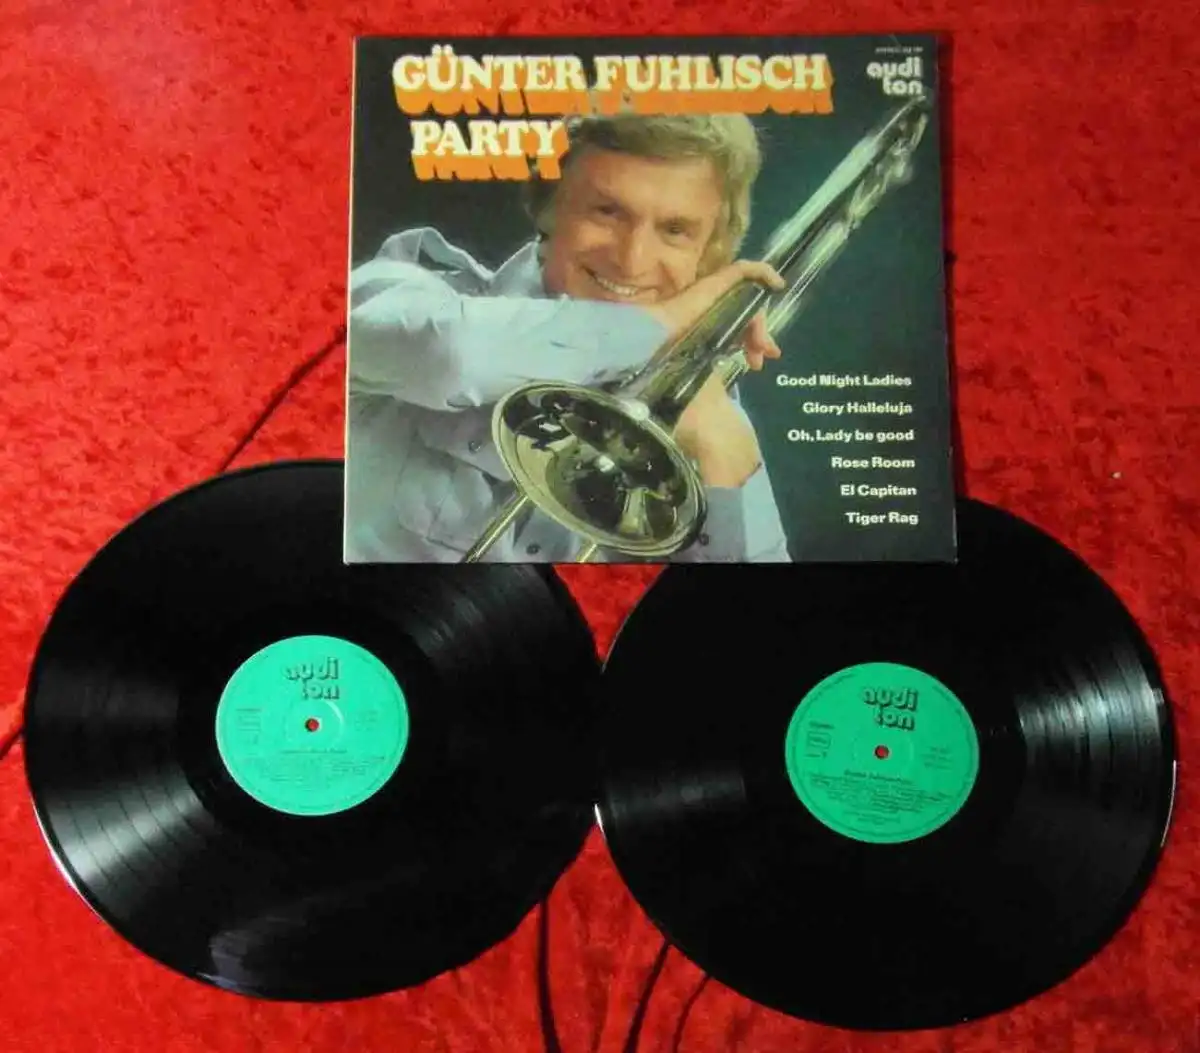 GÜNTER FUHLISCH
PARTY
audi
ton
Good Night Ladies
Glory Halleluja
Oh, Lady be good
Rose Room
El Capitan
Tiger Rag
audi
ton
audi
ton